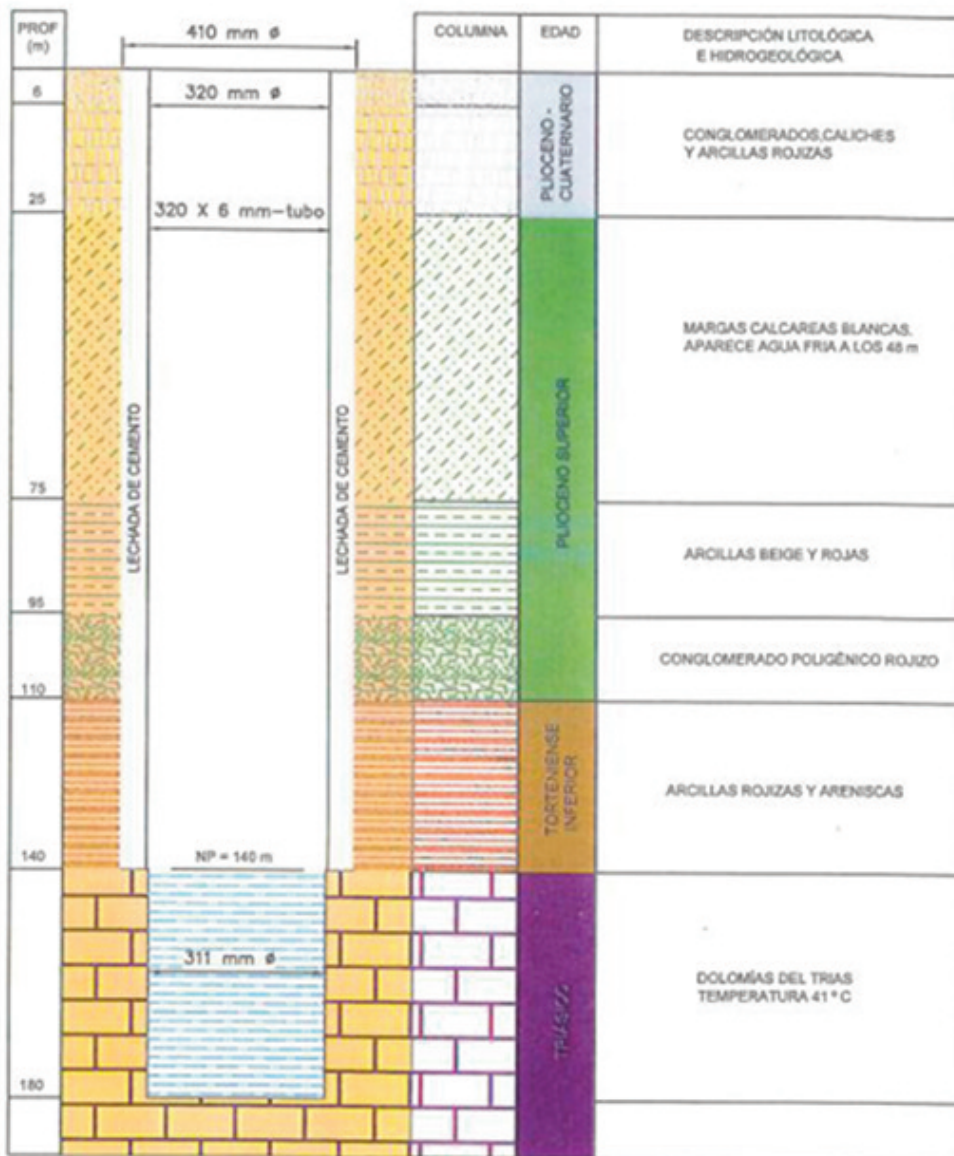 PROF
(m)
410 mm ø
COLUMNA
EDAD
DESCRIPCIÓN LITOLÓGICA
E HIDROGEOLÓGICA
6
320 mm ø
PLIOCENO -
CUATERNARIO
CONGLOMERADOS,CALICHES
Y ARCILLAS ROJIZAS
25
320 X 6 mm-tubo
LECHADA DE CEMENTO
LECHADA DE CEMENTO
PLIOCENO SUPERIOR
MARGAS CALCAREAS BLANCAS.
APARECE AGUA FRIA A LOS 48 m
75
ARCILLAS BEIGE Y ROJAS
95
CONGLOMERADO POLIGÉNICO ROJIZO
110
TORTENIENSE
INFERIOR
ARCILLAS ROJIZAS Y ARENISCAS
140
NP = 140 m
311 mm ø
TRIASICO
DOLOMÍAS DEL TRIAS
TEMPERATURA 41º C
180